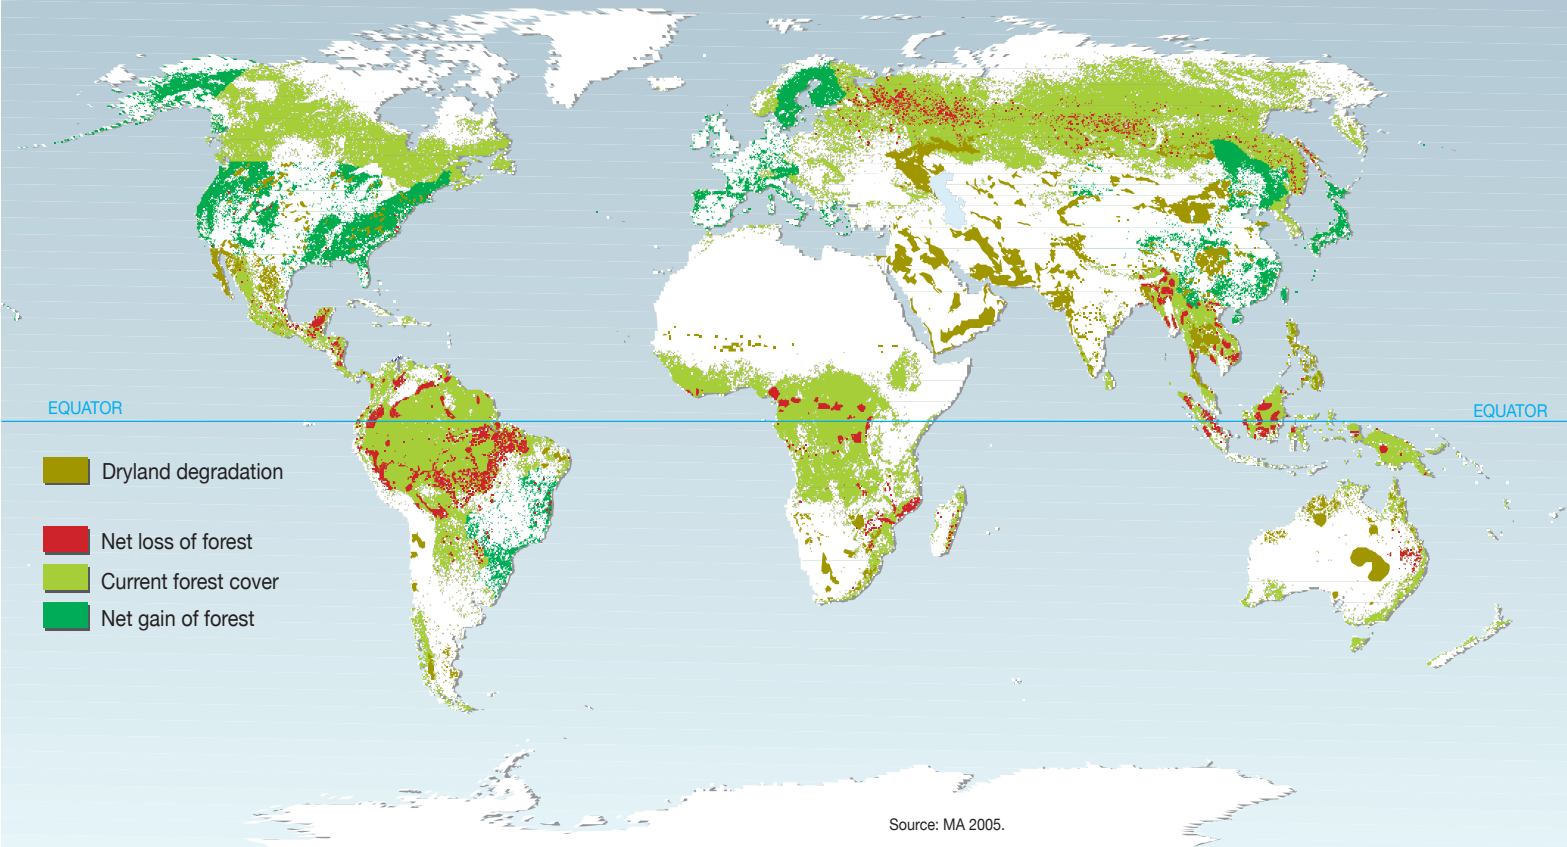 EQUATOR
EQUATOR
Dryland degradation
Net loss of forest
Current forest cover
Net gain of forest
Source: MA 2005.